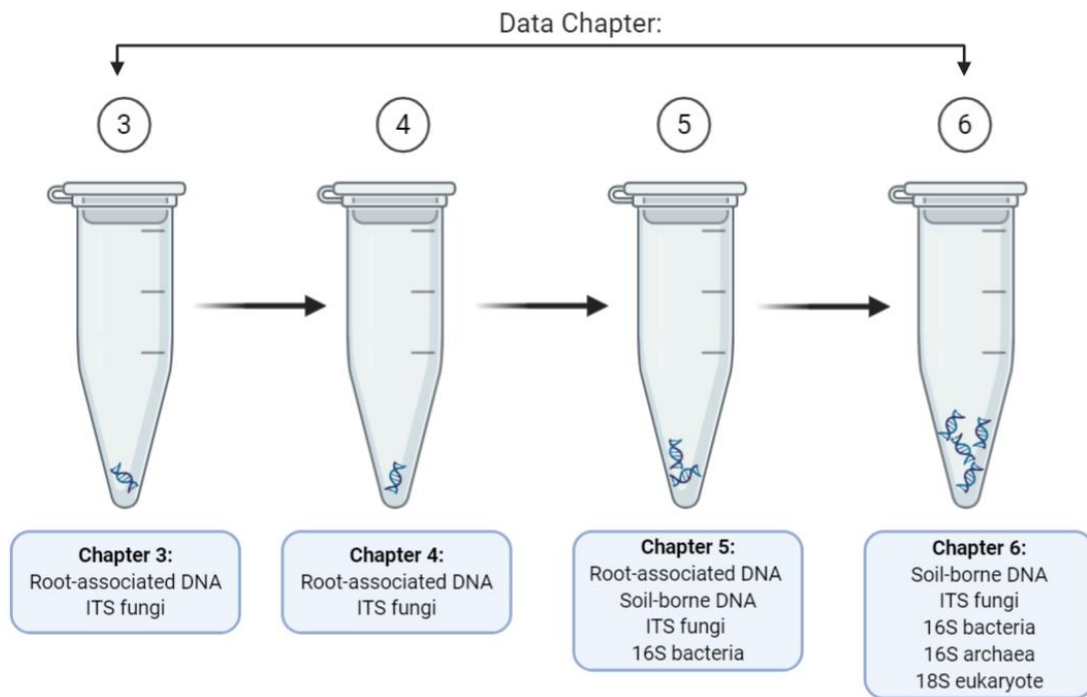 Data Chapter:
3
4
5
6
Chapter 3:
Root-associated DNA
ITS fungi
Chapter 4:
Root-associated DNA
ITS fungi
Chapter 5:
Root-associated DNA
Soil-borne DNA
ITS fungi
16S bacteria
Chapter 6:
Soil-borne DNA
ITS fungi
16S bacteria
16S archaea
18S eukaryote